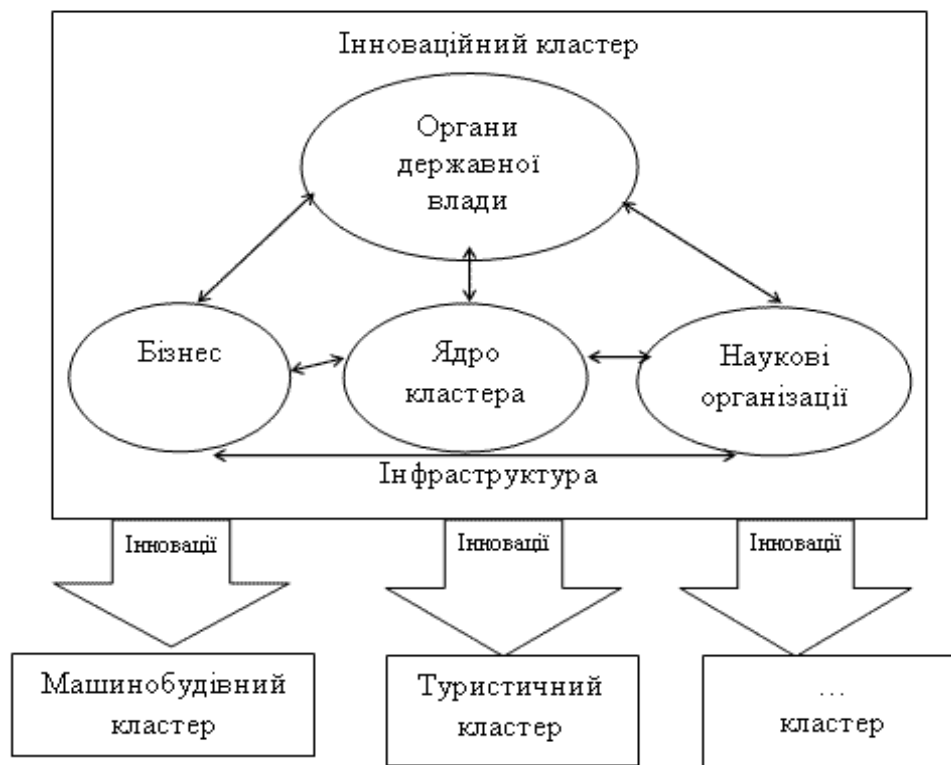 Інноваційний кластер
Органи
державної
влади
Бізнес
Ядро
кластера
Наукові
організації
Інфраструктура
Інновації
Інновації
Інновації
Машинобудівний
кластер
Туристичний
кластер
...
кластер